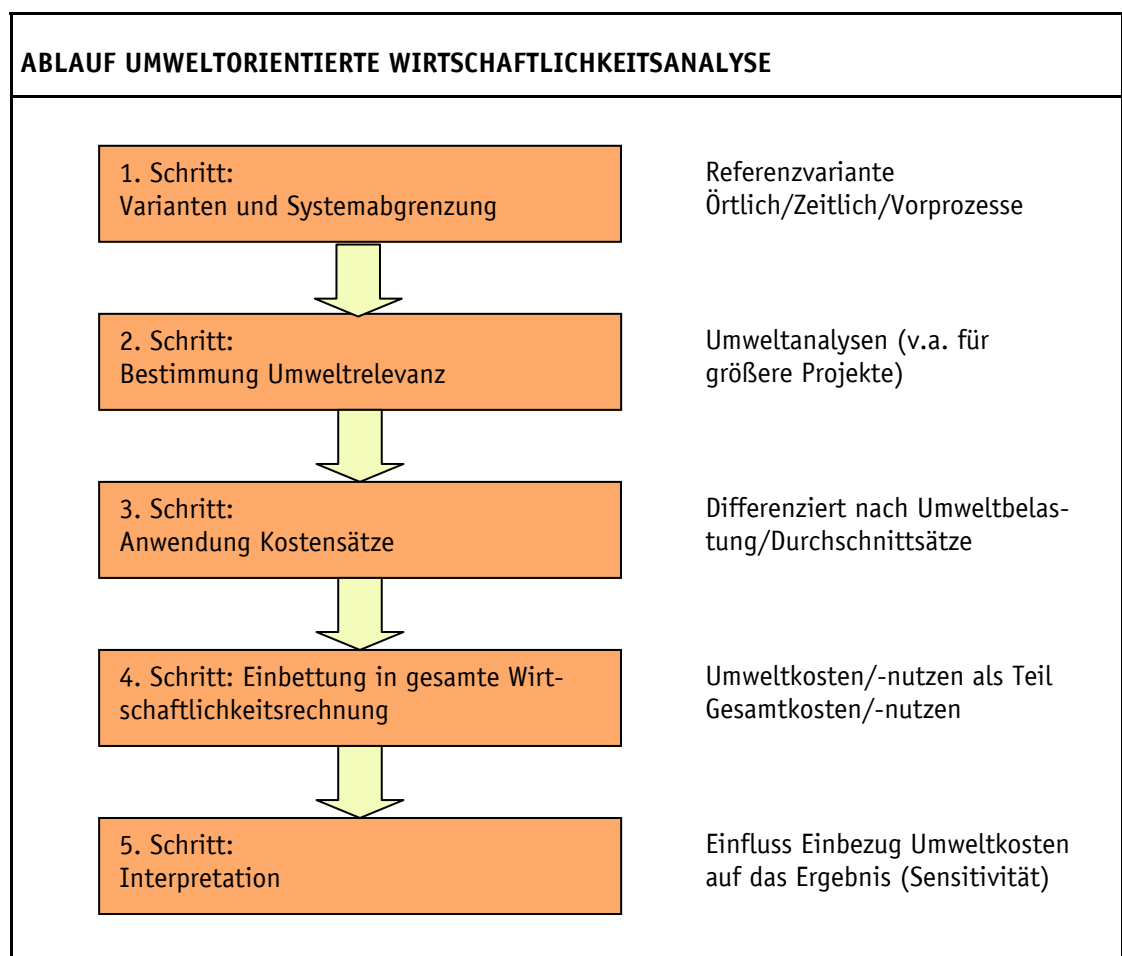 ABLAUF UMWELTORIENTIERTE WIRTSCHAFTLICHKEITSANALYSE
1. Schritt:
Varianten und Systemabgrenzung
Referenzvariante
Örtlich/Zeitlich/Vorprozesse
2. Schritt:
Bestimmung Umweltrelevanz
Umweltanalysen (v.a. für
größere Projekte)
3. Schritt:
Anwendung Kostensätze
Differenziert nach Umweltbelas-
tung/Durchschnittsätze
4. Schritt: Einbettung in gesamte Wirt-
schaftlichkeitsrechnung
Umweltkosten/-nutzen als Teil
Gesamtkosten/-nutzen
5. Schritt:
Interpretation
Einfluss Einbezug Umweltkosten
auf das Ergebnis (Sensitivität)